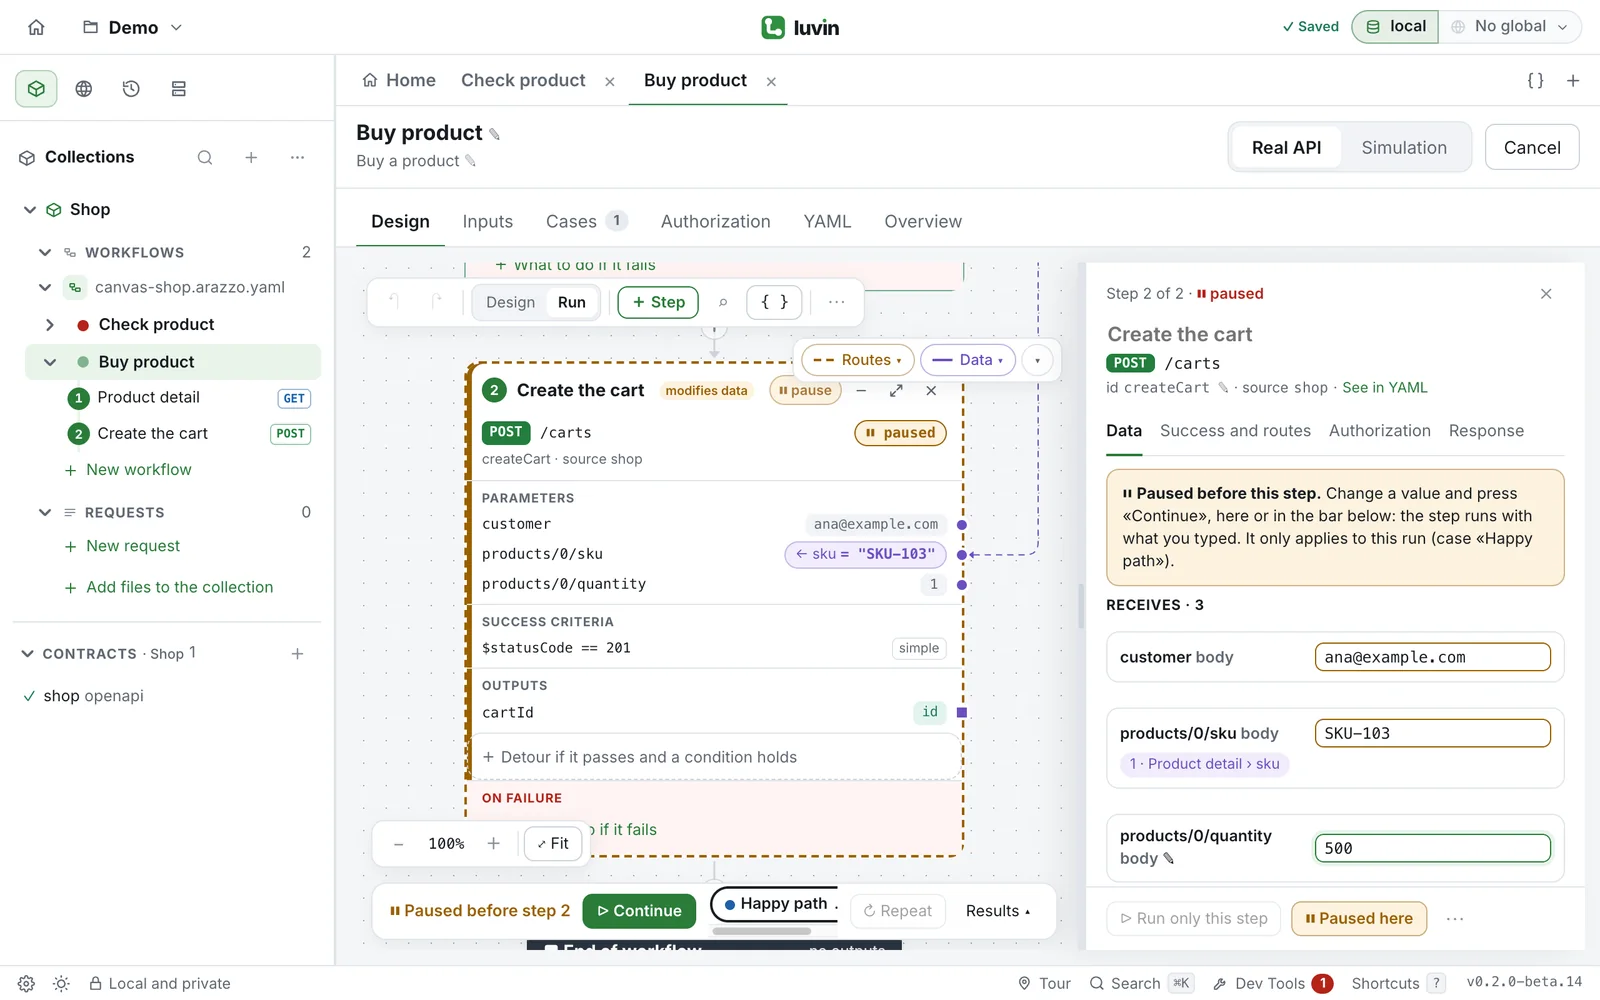 Demo
luvin
Saved
local
No global
Home
Check product
Buy product
{ }
Collections
Buy product
Buy a product
Real API
Simulation
Cancel
Shop
Design
Inputs
Cases 1
Authorization
YAML
Overview
WORKFLOWS 2
canvas-shop.arazzo.yaml
Check product
Buy product
1 Product detail GET
2 Create the cart POST
+ New workflow
REQUESTS 0
+ New request
+ Add files to the collection
CONTRACTS · Shop 1
shop openapi
+ What to do if it fails
Design
Run
+ Step
{ }
Routes
Data
2 Create the cart
modifies data
pause
POST /carts
paused
createCart · source shop
PARAMETERS
customer
ana@example.com
products/0/sku
← sku = "SKU-103"
products/0/quantity
1
SUCCESS CRITERIA
$statusCode == 201
simple
OUTPUTS
cartId
id
+ Detour if it passes and a condition holds
ON FAILURE
if it fails
− 100% +
Fit
Paused before step 2
Continue
Happy path
Repeat
Results
End of workflow
no outputs
Step 2 of 2 · paused
Create the cart
POST /carts
id createCart · source shop · See in YAML
Data
Success and routes
Authorization
Response
Paused before this step. Change a value and press
«Continue», here or in the bar below: the step runs with
what you typed. It only applies to this run (case «Happy
path»).
RECEIVES · 3
customer body
ana@example.com
products/0/sku body
SKU-103
1 · Product detail › sku
products/0/quantity
body
500
Run only this step
Paused here
Local and private
Tour
Search ⌘K
Dev Tools 1
Shortcuts ?
v0.2.0-beta.14